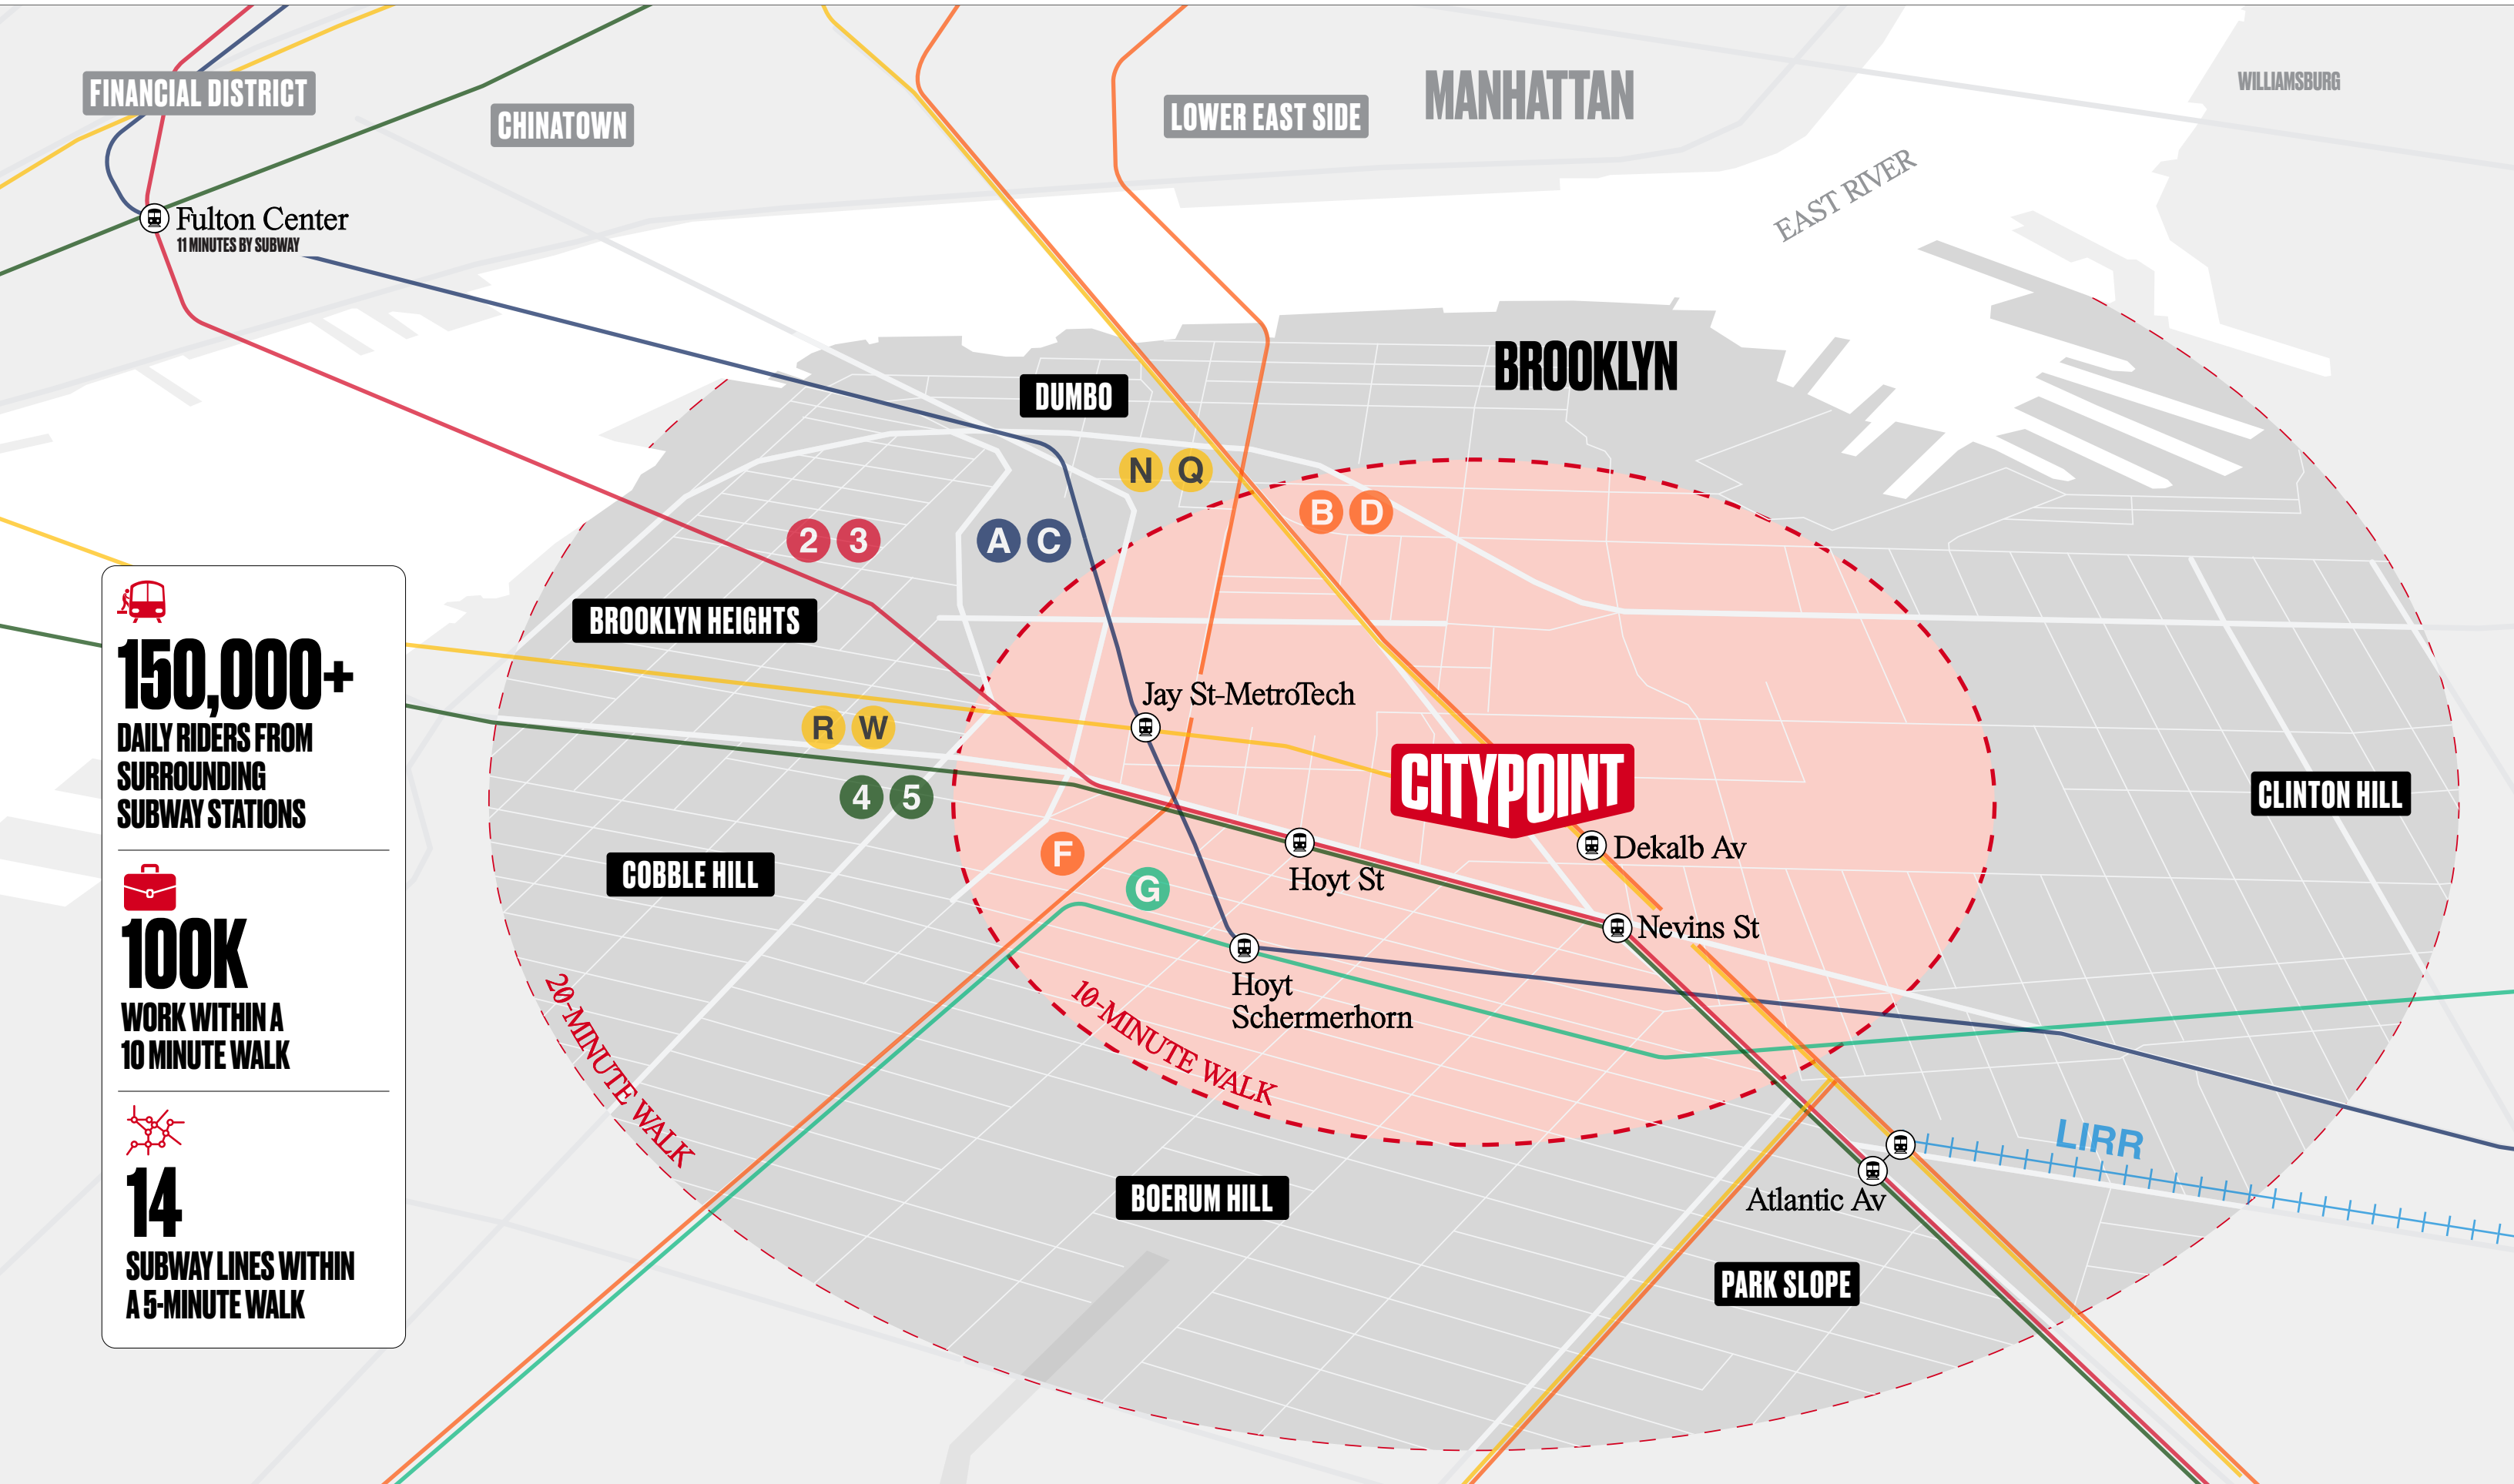 FINANCIAL DISTRICT
CHINATOWN
LOWER EAST SIDE
MANHATTAN
WILLIAMSBURG
EAST RIVER
Fulton Center
11 MINUTES BY SUBWAY
BROOKLYN
DUMBO
N Q
B D
2 3
A C
BROOKLYN HEIGHTS
Jay St-MetroTech
R W
4 5
CITYPOINT
CLINTON HILL
Dekalb Av
F
Hoyt St
COBBLE HILL
G
Nevins St
Hoyt
Schermerhorn
20-MINUTE WALK
10-MINUTE WALK
LIRR
BOERUM HILL
Atlantic Av
PARK SLOPE
150,000+
DAILY RIDERS FROM
SURROUNDING
SUBWAY STATIONS
100K
WORK WITHIN A
10 MINUTE WALK
14
SUBWAY LINES WITHIN
A 5-MINUTE WALK